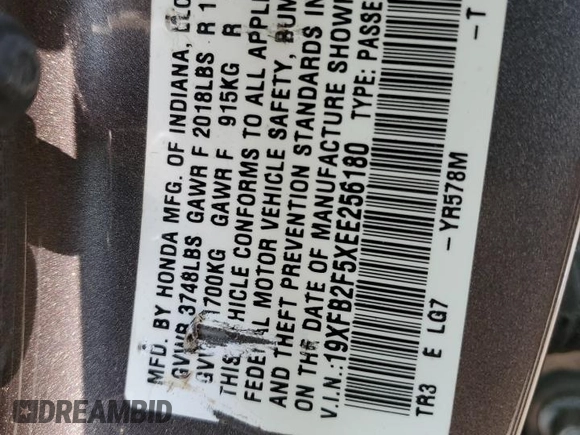 MFD. BY HONDA MFG. OF INDIANA, LLC
GVWR 3748LBS GAWR F 2018LBS R 1
1700KG GAWR F 915KG R
THIS VEHICLE CONFORMS TO ALL APPL
FEDERAL MOTOR VEHICLE SAFETY, BUM
AND THEFT PREVENTION STANDARDS IN
ON THE DATE OF MANUFACTURE SHOW
V.I.N.:19XFB2F5XEE256180 TYPE: PASSE
TR3 E LG7 -YR578M -T
DREAMBID